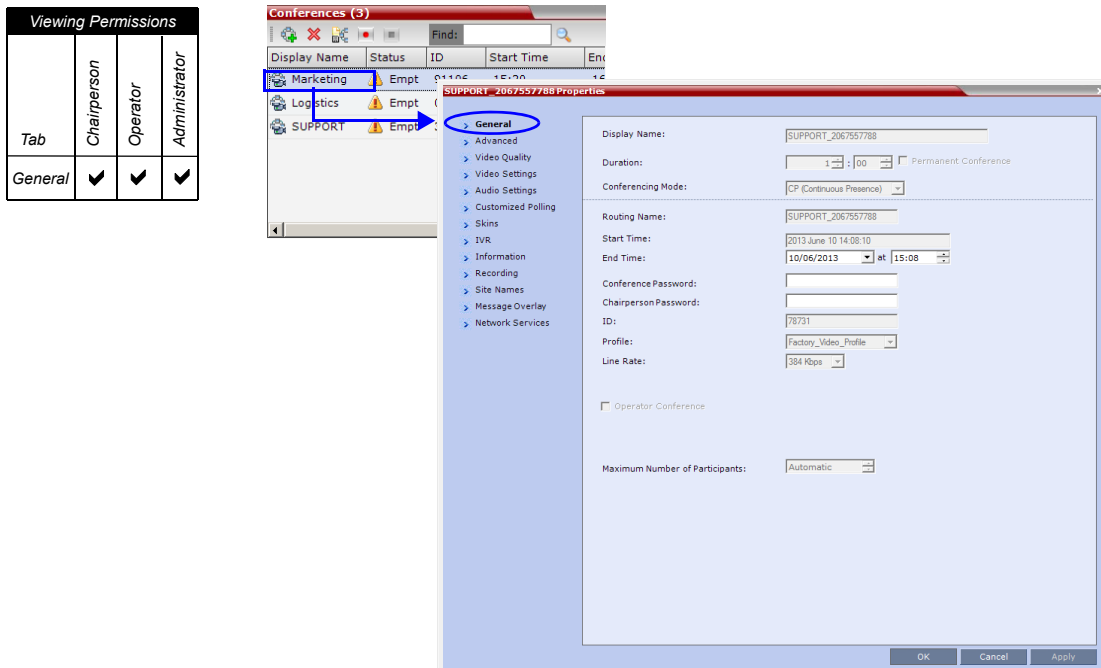 Viewing Permissions
Tab
Chairperson
Operator
Administrator
General
Conferences (3)
Find:
Display Name Status ID Start Time
Marketing Empt 91106 15:20
Logistics Empt
SUPPORT Empt
SUPPORT_2067557788 Properties
General
Advanced
Video Quality
Video Settings
Audio Settings
Customized Polling
Skins
IVR
Information
Recording
Site Names
Message Overlay
Network Services
Display Name: SUPPORT_2067557788
Duration: 1 : 00 Permanent Conference
Conferencing Mode: CP (Continuous Presence)
Routing Name: SUPPORT_2067557788
Start Time: 2013 June 10 14:08:10
End Time: 10/06/2013 at 15:08
Conference Password:
Chairperson Password:
ID: 78731
Profile: Factory_Video_Profile
Line Rate: 384 Kbps
Operator Conference
Maximum Number of Participants: Automatic
OK Cancel Apply